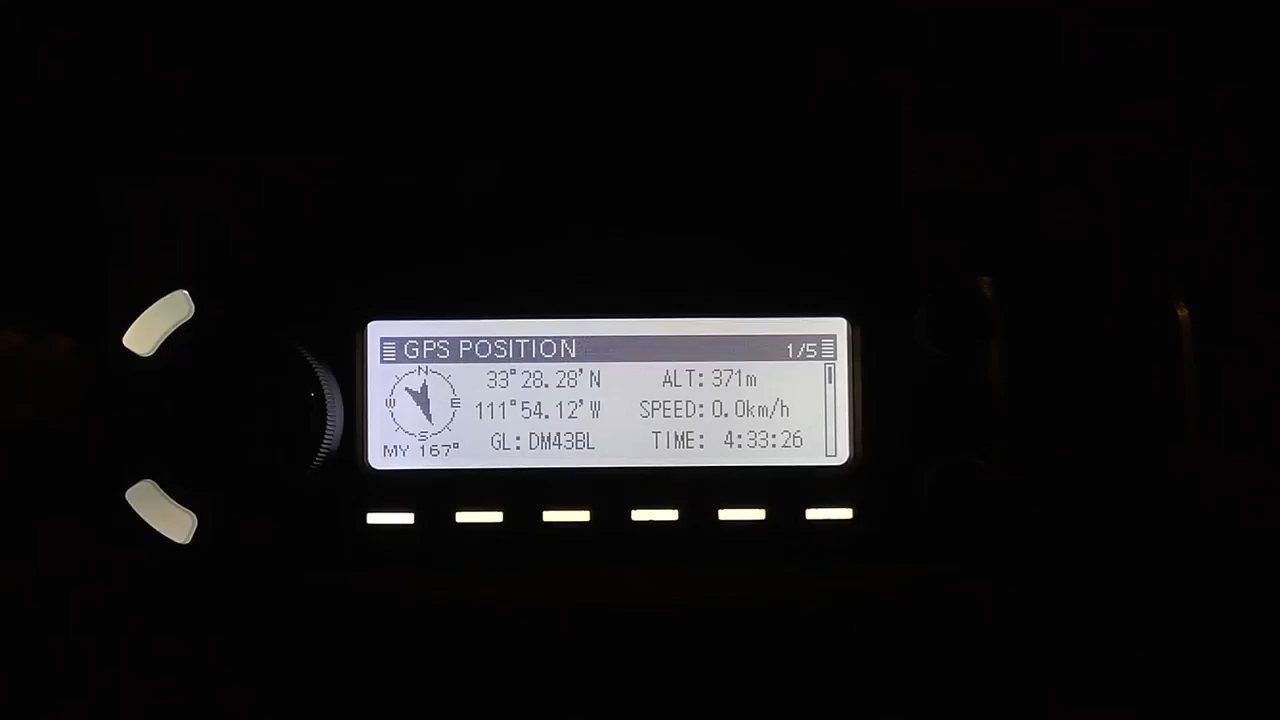 GPS POSITION 1/5
N
W E
S
MY 167°
33°28.28'N
111°54.12'W
GL: DM43BL
ALT: 371m
SPEED: 0.0km/h
TIME: 4:33:26